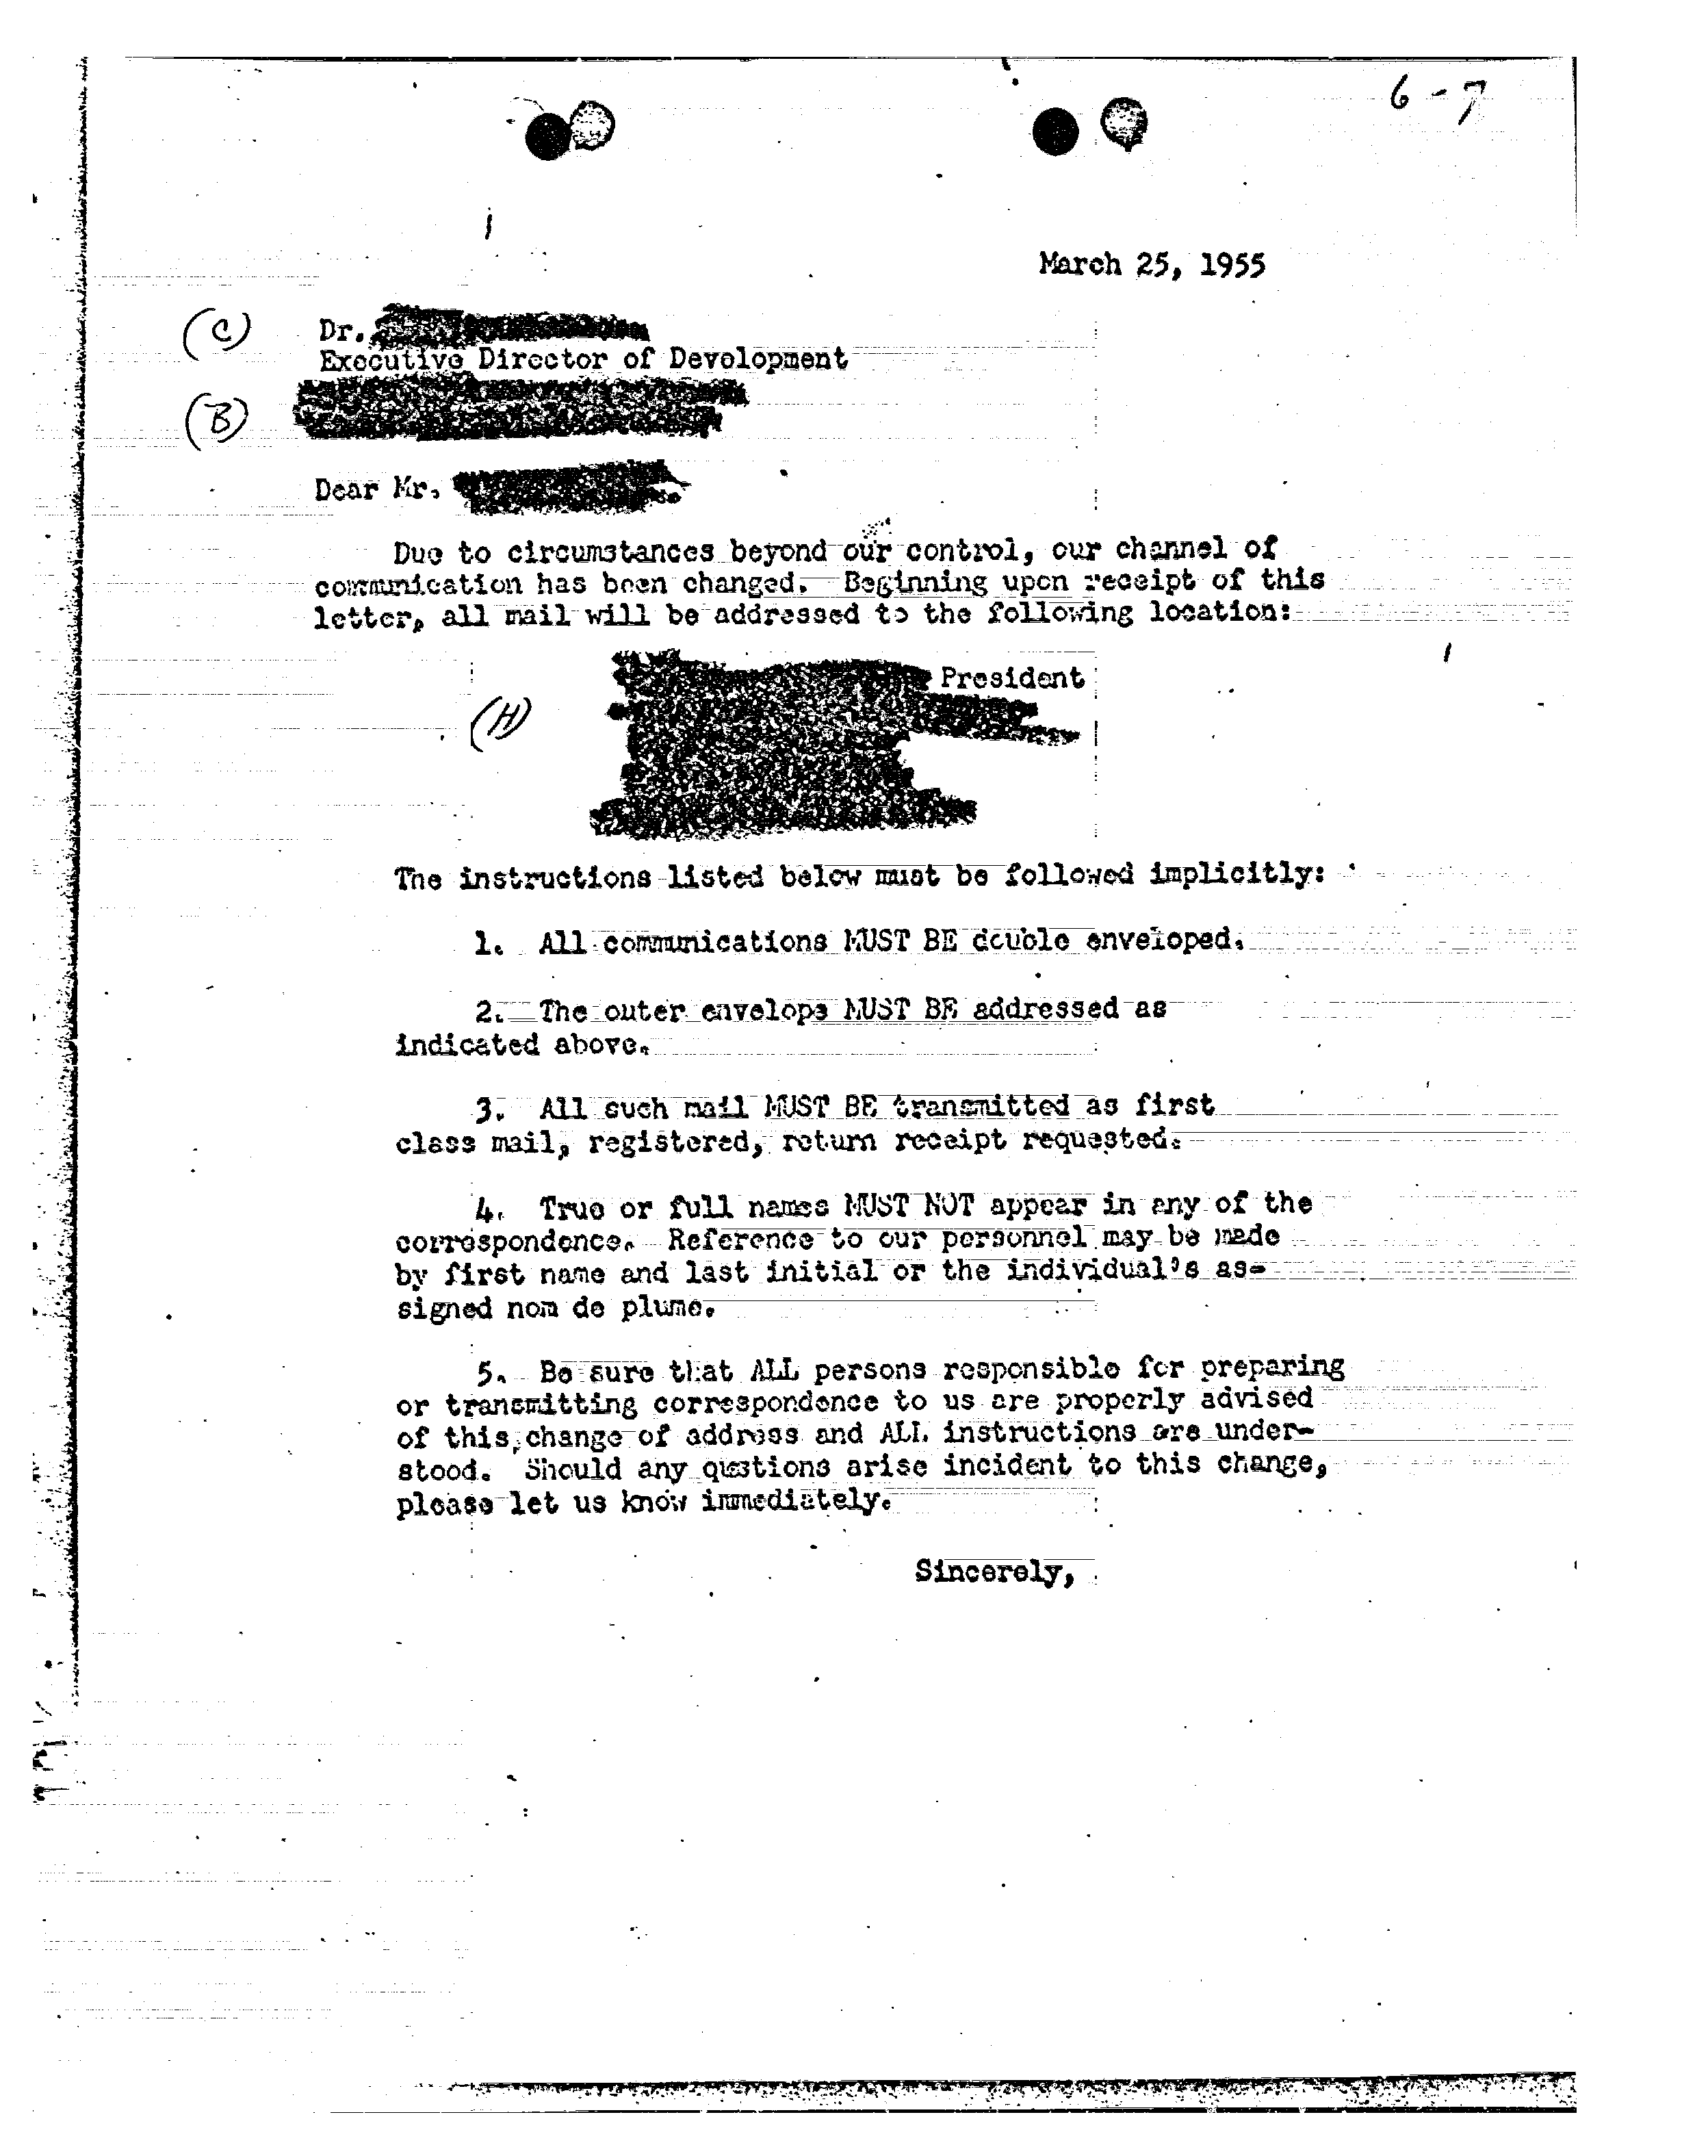 6-7
March 25, 1955
(C) Dr.
Executive Director of Development
(B)
Dear Mr.
Due to circumstances beyond our control, our channel of
communication has been changed. Beginning upon receipt of this
letter, all mail will be addressed to the following location:
President
(H)
The instructions listed below must be followed implicitly:
1. All communications MUST BE double enveloped.
2. The outer envelope MUST BE addressed as
indicated above.
3. All such mail MUST BE transmitted as first
class mail, registered, return receipt requested.
4. True or full names MUST NOT appear in any of the
correspondence. Reference to our personnel may be made
by first name and last initial or the individual's as-
signed nom de plume.
5. Be sure that ALL persons responsible for preparing
or transmitting correspondence to us are properly advised
of this change of address and ALL instructions are under-
stood. Should any questions arise incident to this change,
please let us know immediately.
Sincerely,